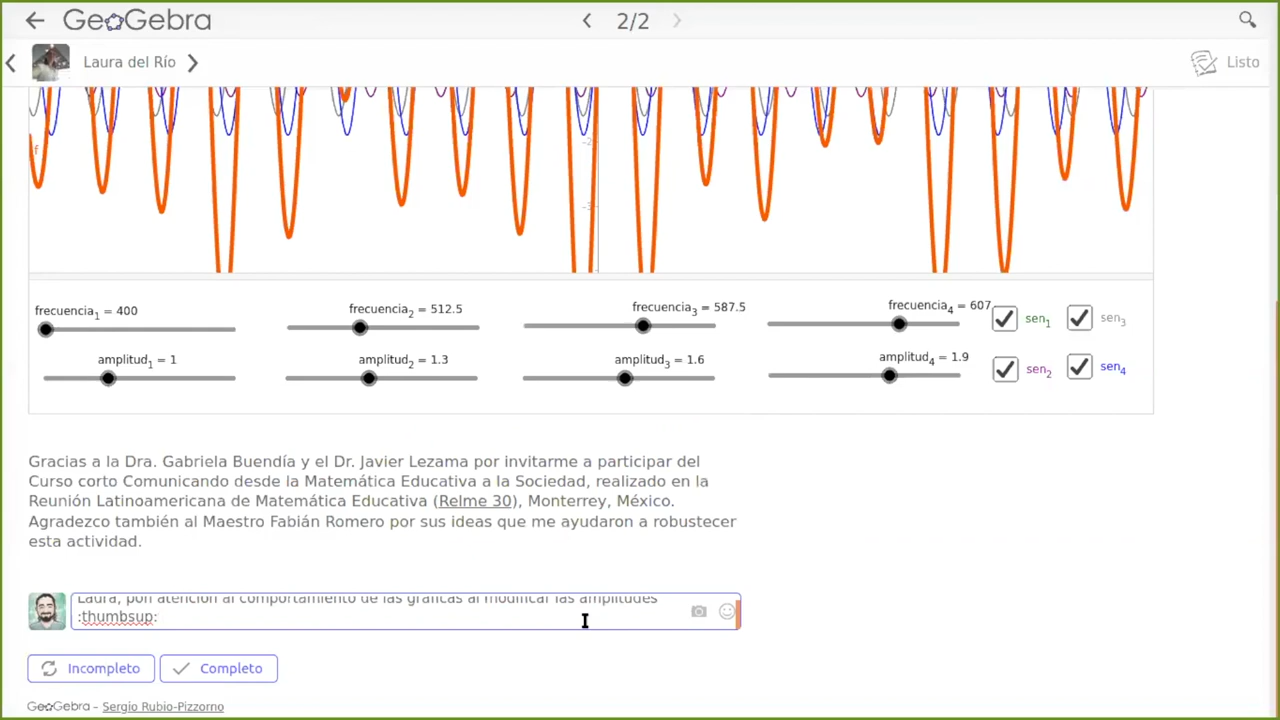 GeoGebra
2/2
Laura del Río
Listo
f
-2
-3
frecuencia₁ = 400
frecuencia₂ = 512.5
frecuencia₃ = 587.5
frecuencia₄ = 607
sen₁
sen₃
amplitud₁ = 1
amplitud₂ = 1.3
amplitud₃ = 1.6
amplitud₄ = 1.9
sen₂
sen₄
Gracias a la Dra. Gabriela Buendía y el Dr. Javier Lezama por invitarme a participar del
Curso corto Comunicando desde la Matemática Educativa a la Sociedad, realizado en la
Reunión Latinoamericana de Matemática Educativa (Relme 30), Monterrey, México.
Agradezco también al Maestro Fabián Romero por sus ideas que me ayudaron a robustecer
esta actividad.
Laura, pon atención al comportamiento de las gráficas al modificar las amplitudes
:thumbsup:
Incompleto
Completo
GeoGebra – Sergio Rubio-Pizzorno